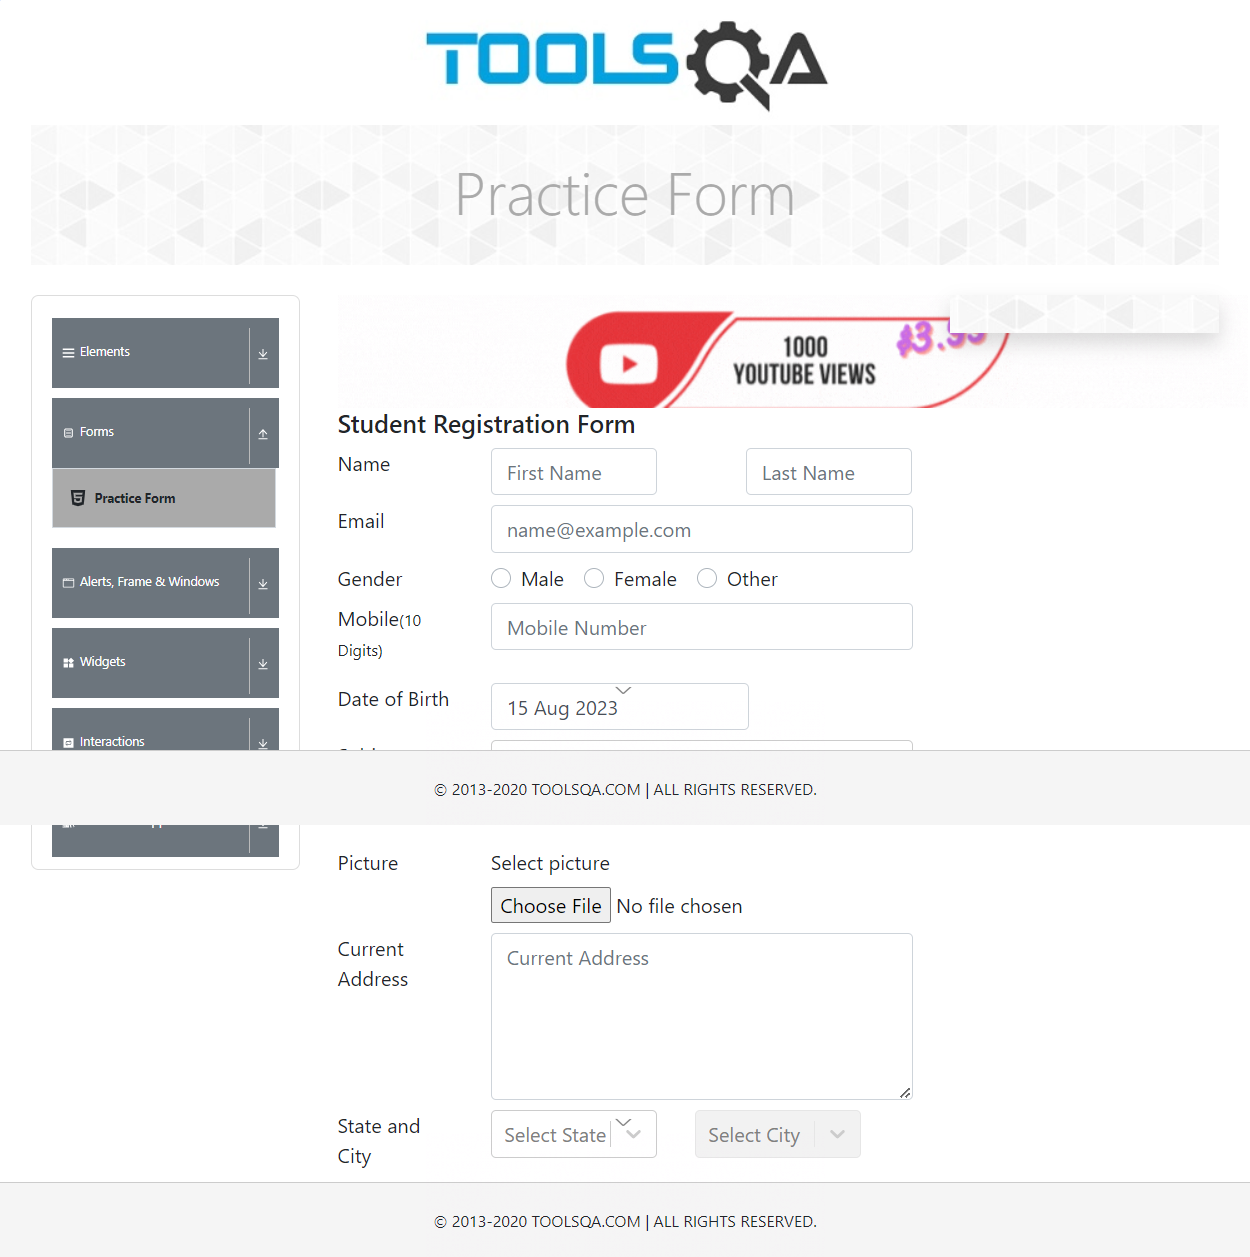 TOOLSQA
Practice Form
Elements
Forms
Practice Form
Alerts, Frame & Windows
Widgets
Interactions
1000
YOUTUBE VIEWS
Student Registration Form
Name
First Name
Last Name
Email
name@example.com
Gender
Male
Female
Other
Mobile(10
Digits)
Mobile Number
Date of Birth
15 Aug 2023
© 2013-2020 TOOLSQA.COM | ALL RIGHTS RESERVED.
Picture
Select picture
Choose File No file chosen
Current
Address
Current Address
State and
City
Select State
Select City
© 2013-2020 TOOLSQA.COM | ALL RIGHTS RESERVED.